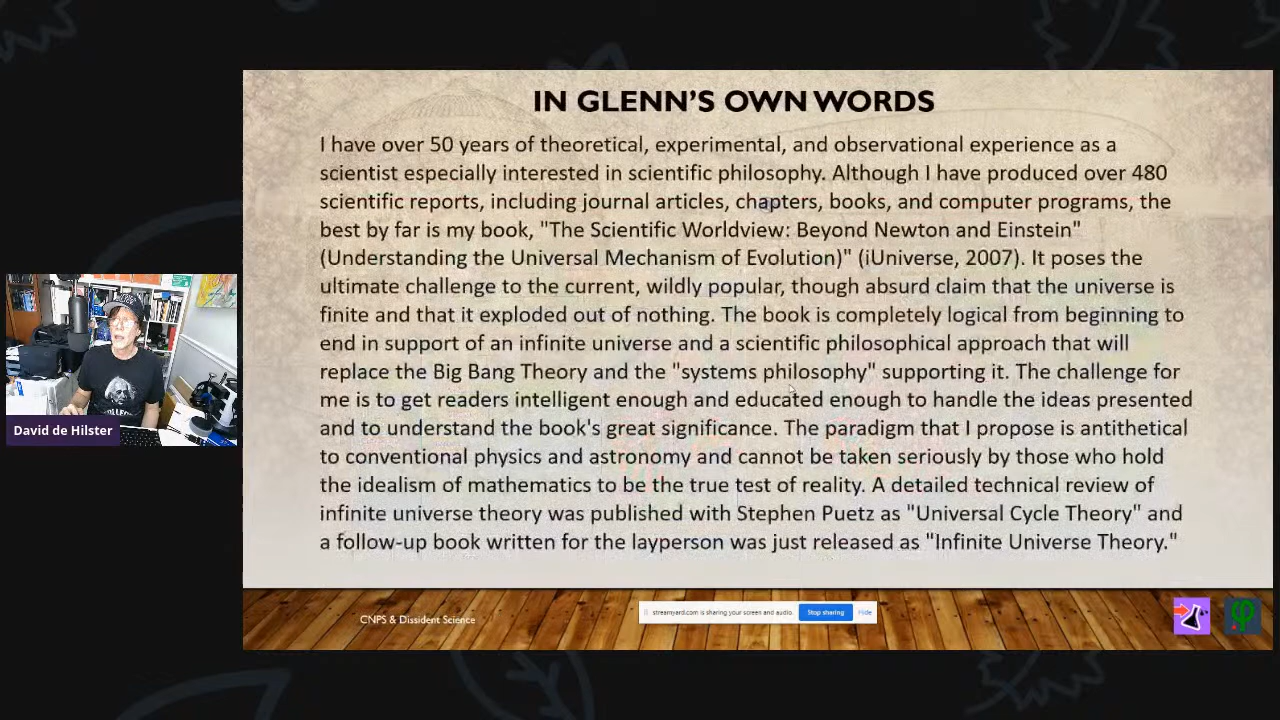 IN GLENN'S OWN WORDS
I have over 50 years of theoretical, experimental, and observational experience as a
scientist especially interested in scientific philosophy. Although I have produced over 480
scientific reports, including journal articles, chapters, books, and computer programs, the
best by far is my book, "The Scientific Worldview: Beyond Newton and Einstein"
(Understanding the Universal Mechanism of Evolution)" (iUniverse, 2007). It poses the
ultimate challenge to the current, wildly popular, though absurd claim that the universe is
finite and that it exploded out of nothing. The book is completely logical from beginning to
end in support of an infinite universe and a scientific philosophical approach that will
replace the Big Bang Theory and the "systems philosophy" supporting it. The challenge for
me is to get readers intelligent enough and educated enough to handle the ideas presented
and to understand the book's great significance. The paradigm that I propose is antithetical
to conventional physics and astronomy and cannot be taken seriously by those who hold
the idealism of mathematics to be the true test of reality. A detailed technical review of
infinite universe theory was published with Stephen Puetz as "Universal Cycle Theory" and
a follow-up book written for the layperson was just released as "Infinite Universe Theory."
David de Hilster
CNPS & Dissident Science
streamyard.com is sharing your screen and audio. Stop sharing Hide